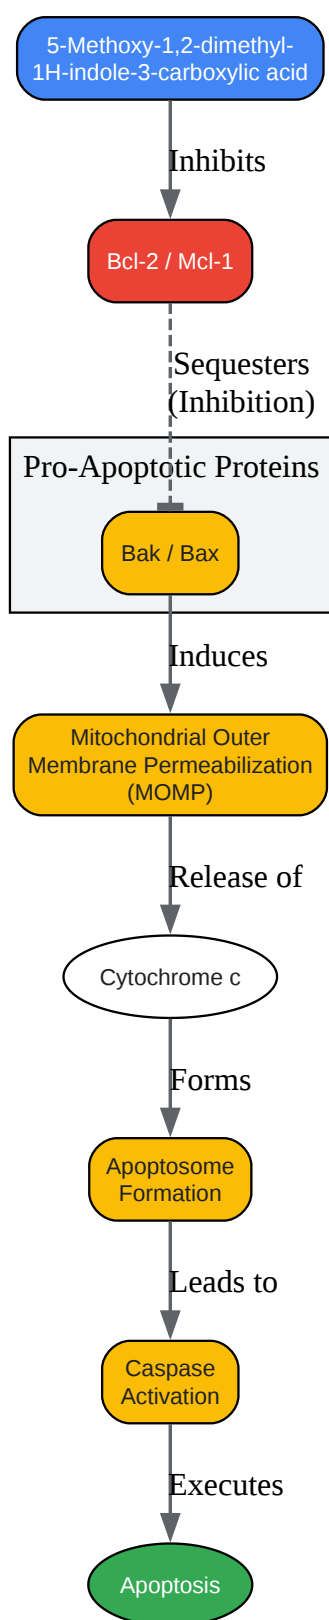 5-Methoxy-1,2-dimethyl-
1H-indole-3-carboxylic acid
Inhibits
Bcl-2 / Mcl-1
Sequesters
(Inhibition)
Pro-Apoptotic Proteins
Bak / Bax
Induces
Mitochondrial Outer
Membrane Permeabilization
(MOMP)
Release of
Cytochrome c
Forms
Apoptosome
Formation
Leads to
Caspase
Activation
Executes
Apoptosis